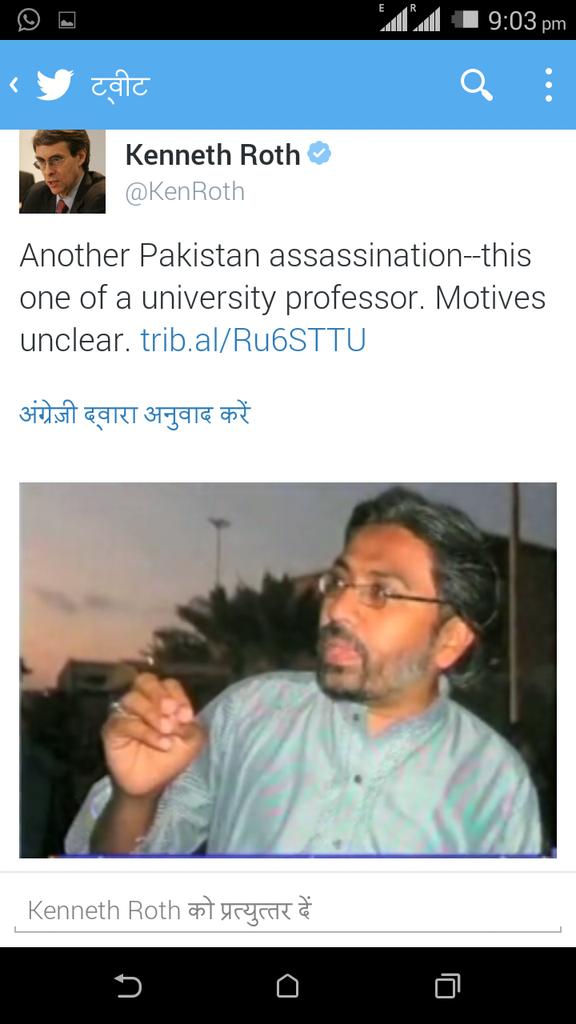 E R 9:03 pm
ट्वीट
Kenneth Roth
@KenRoth
Another Pakistan assassination--this
one of a university professor. Motives
unclear. trib.al/Ru6STTU
अंग्रेज़ी द्वारा अनुवाद करें
Kenneth Roth को प्रत्युत्तर दें